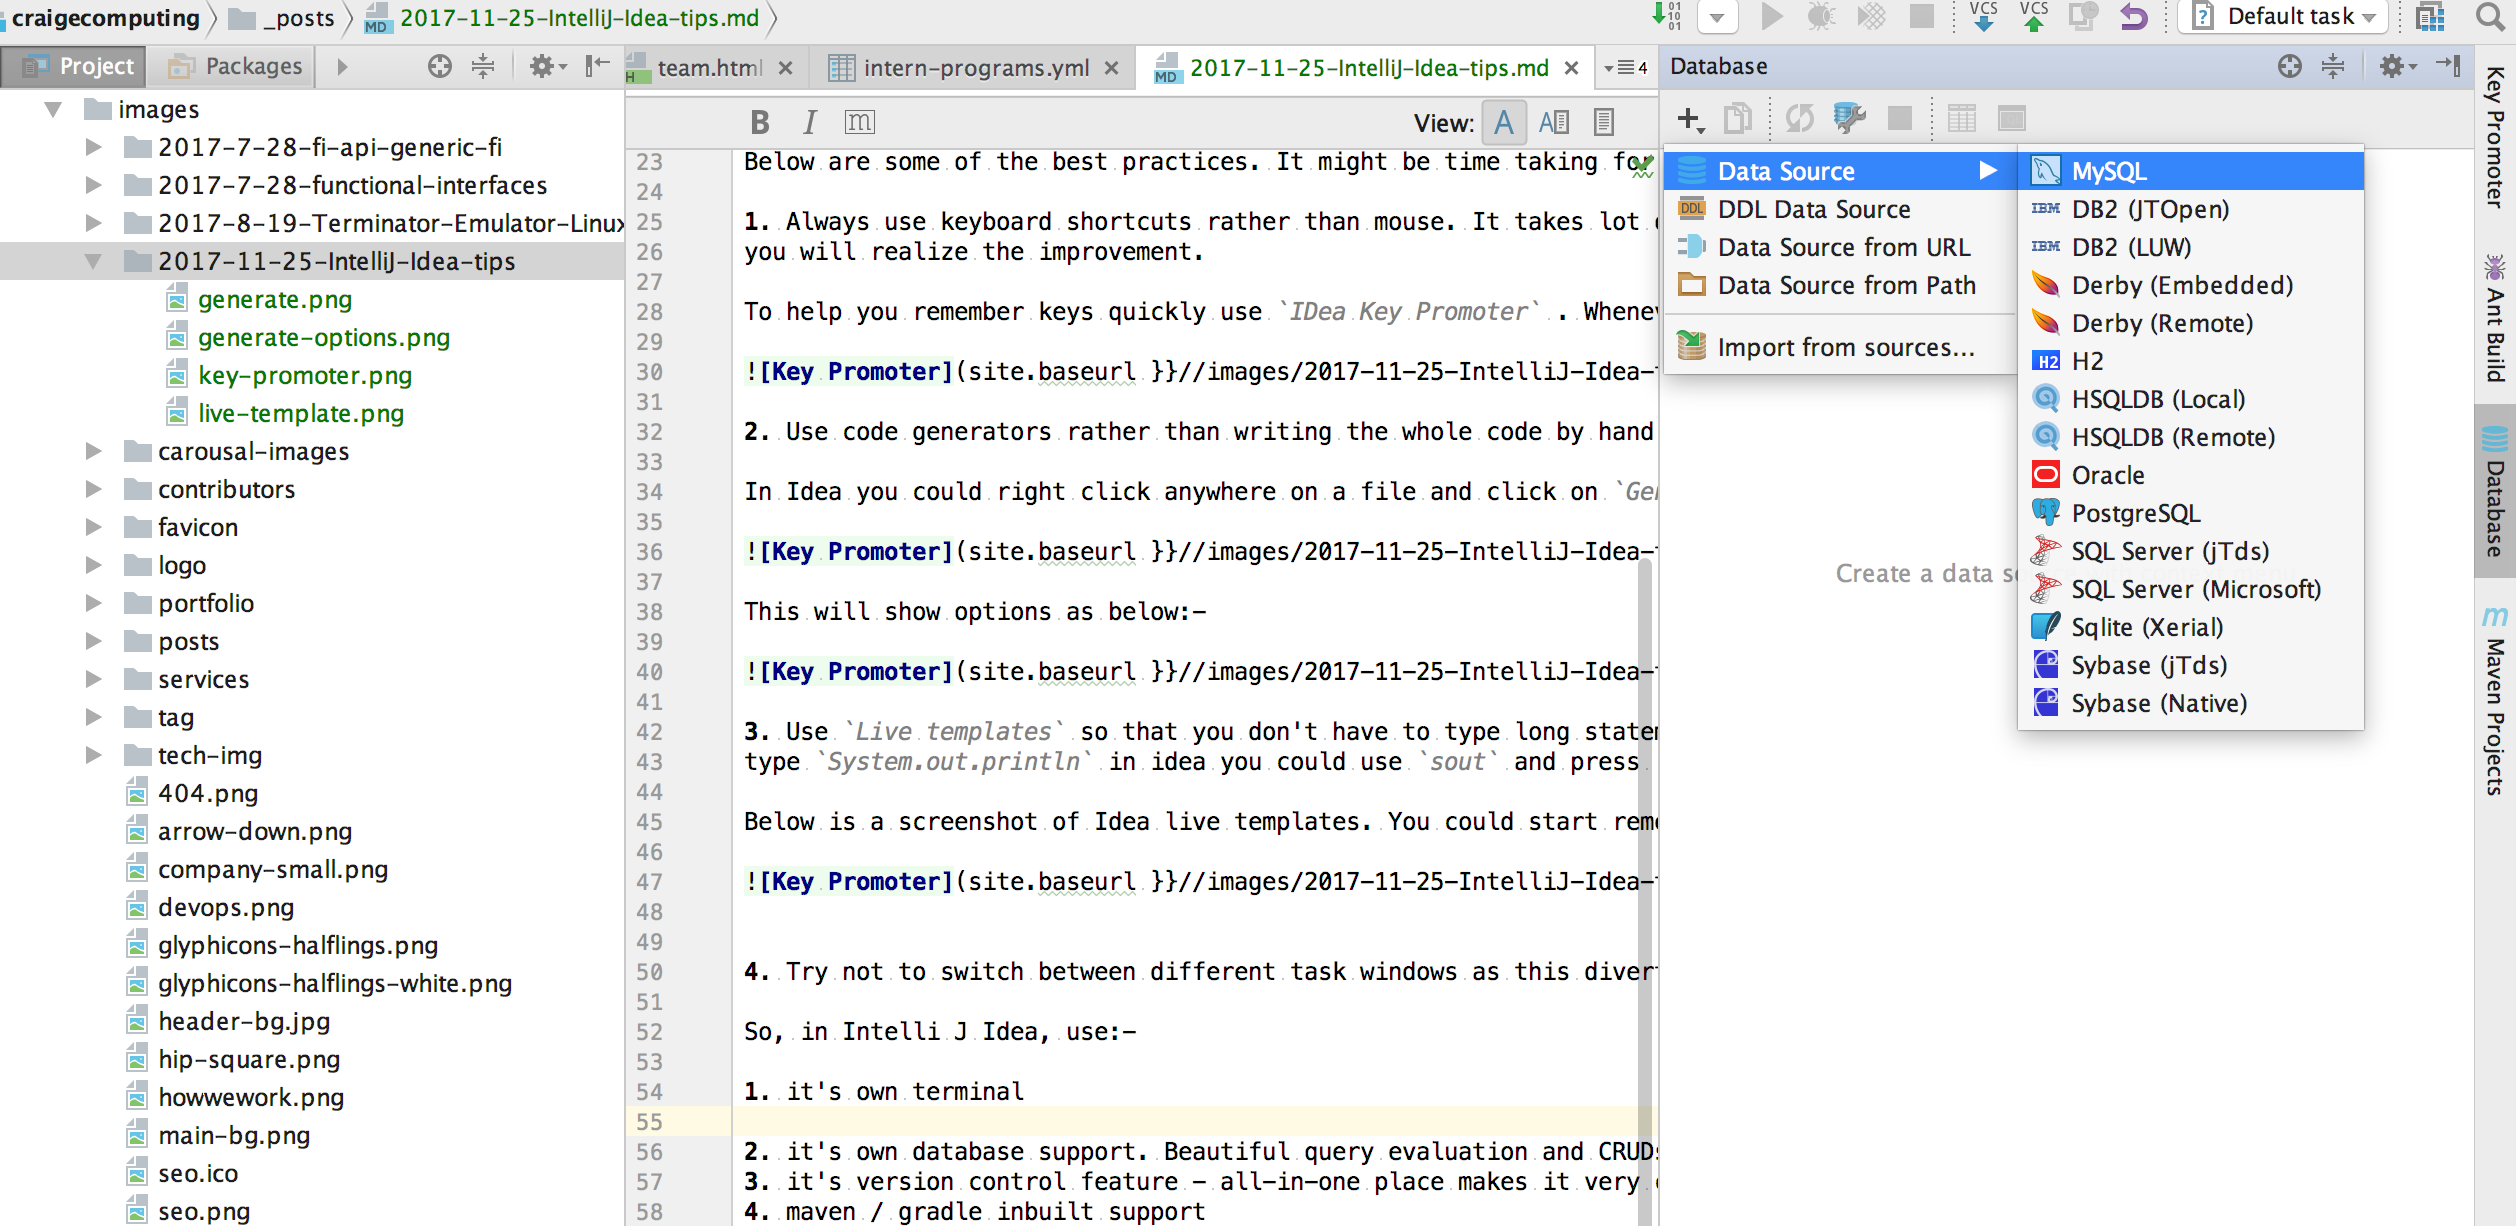 craigecomputing
_posts
MD
2017-11-25-IntelliJ-Idea-tips.md
01
10
01
VCS
VCS
?
Default task
Project
Packages
H
team.html
intern-programs.yml
MD
2017-11-25-IntelliJ-Idea-tips.md
4
Database
images
2017-7-28-fi-api-generic-fi
2017-7-28-functional-interfaces
2017-8-19-Terminator-Emulator-Linux
2017-11-25-IntelliJ-Idea-tips
generate.png
generate-options.png
key-promoter.png
live-template.png
carousal-images
contributors
favicon
logo
portfolio
posts
services
tag
tech-img
404.png
arrow-down.png
company-small.png
devops.png
glyphicons-halflings.png
glyphicons-halflings-white.png
header-bg.jpg
hip-square.png
howwework.png
main-bg.png
seo.ico
seo.png
B I m
View: A A
23 Below are some of the best practices. It might be time taking for
24
25 1. Always use keyboard shortcuts rather than mouse. It takes lot
26 you will realize the improvement.
27
28 To help you remember keys quickly use `IDea Key Promoter` . Whenev
29
30 ![Key Promoter](site.baseurl }}//images/2017-11-25-IntelliJ-Idea-
31
32 2. Use code generators rather than writing the whole code by hand
33
34 In Idea you could right click anywhere on a file and click on `Ge
35
36 ![Key Promoter](site.baseurl }}//images/2017-11-25-IntelliJ-Idea-
37
38 This will show options as below:-
39
40 ![Key Promoter](site.baseurl }}//images/2017-11-25-IntelliJ-Idea-
41
42 3. Use `Live templates` so that you don't have to type long state
43 type `System.out.println` in idea you could use `sout` and press
44
45 Below is a screenshot of Idea live templates. You could start rem
46
47 ![Key Promoter](site.baseurl }}//images/2017-11-25-IntelliJ-Idea-
48
49
50 4. Try not to switch between different task windows as this diver
51
52 So, in Intelli J Idea, use:-
53
54 1. it's own terminal
55
56 2. it's own database support. Beautiful query evaluation and CRUDs
57 3. it's version control feature - all-in-one place makes it very
58 4. maven / gradle inbuilt support
Data Source
DDL DDL Data Source
Data Source from URL
Data Source from Path
Import from sources...
Create a data s
MySQL
IBM DB2 (JTOpen)
IBM DB2 (LUW)
Derby (Embedded)
Derby (Remote)
H2 H2
HSQLDB (Local)
HSQLDB (Remote)
Oracle
PostgreSQL
SQL Server (jTds)
SQL Server (Microsoft)
Sqlite (Xerial)
Sybase (jTds)
Sybase (Native)
Key Promoter
Ant Build
Database
m
Maven Projects